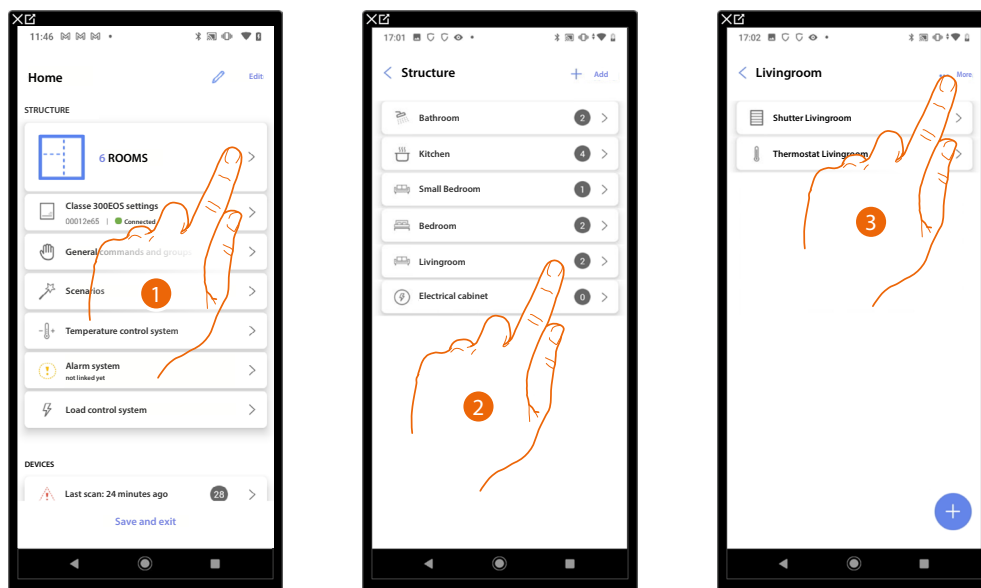 11:46
Home
Edit
STRUCTURE
6 ROOMS
Classe 300EOS settings
00012e65 | Connected
General commands and groups
Scenarios
1
Temperature control system
Alarm system
not linked yet
Load control system
DEVICES
Last scan: 24 minutes ago
28
Save and exit
17:01
Structure
Add
Bathroom
2
Kitchen
4
Small Bedroom
1
Bedroom
2
Livingroom
2
Electrical cabinet
0
2
17:02
Livingroom
More
Shutter Livingroom
Thermostat Livingroom
3